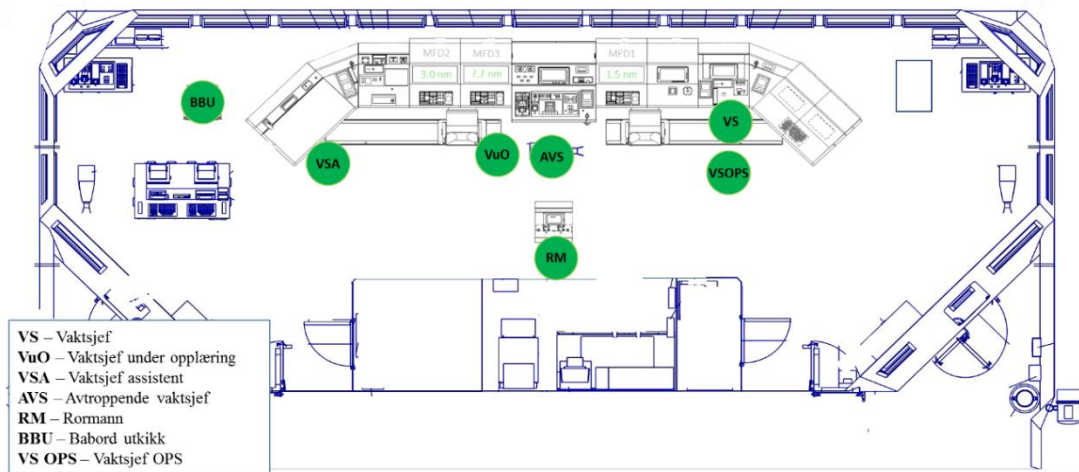 MFD2
MFD3
MFD1
3.0 nm
7.7 nm
1.5 nm
BBU
VS
VSA
VuO
AVS
VSOPS
RM
VS – Vaktsjef
VuO – Vaktsjef under opplæring
VSA – Vaktsjef assistent
AVS – Avtroppende vaktsjef
RM – Rormann
BBU – Babord utkikk
VS OPS – Vaktsjef OPS